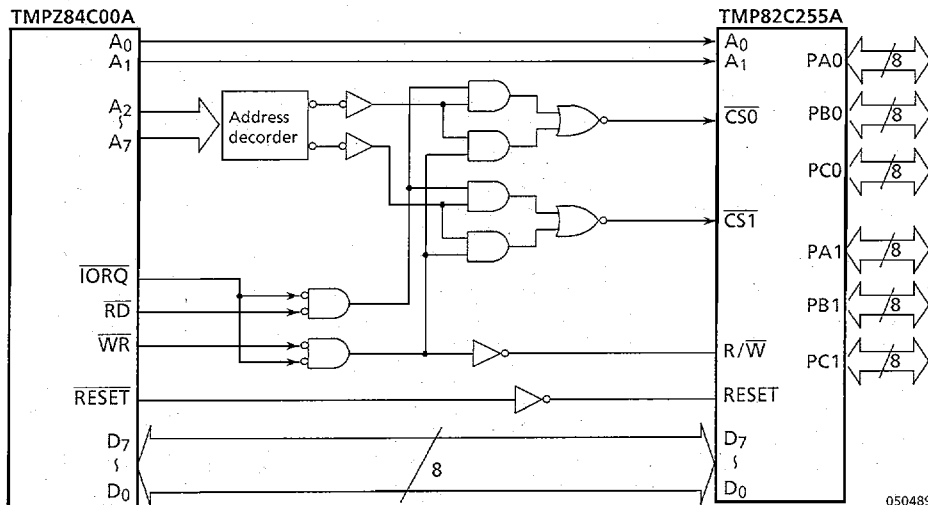 TMPZ84C00A
TMP82C255A
A0
A1
A2
~
A7
Address
decorder
IORQ
RD
WR
RESET
D7
~
D0
8
A0
A1
CS0
CS1
R/W
RESET
D7
~
D0
PA0
8
PB0
8
PC0
8
PA1
8
PB1
8
PC1
8
050489